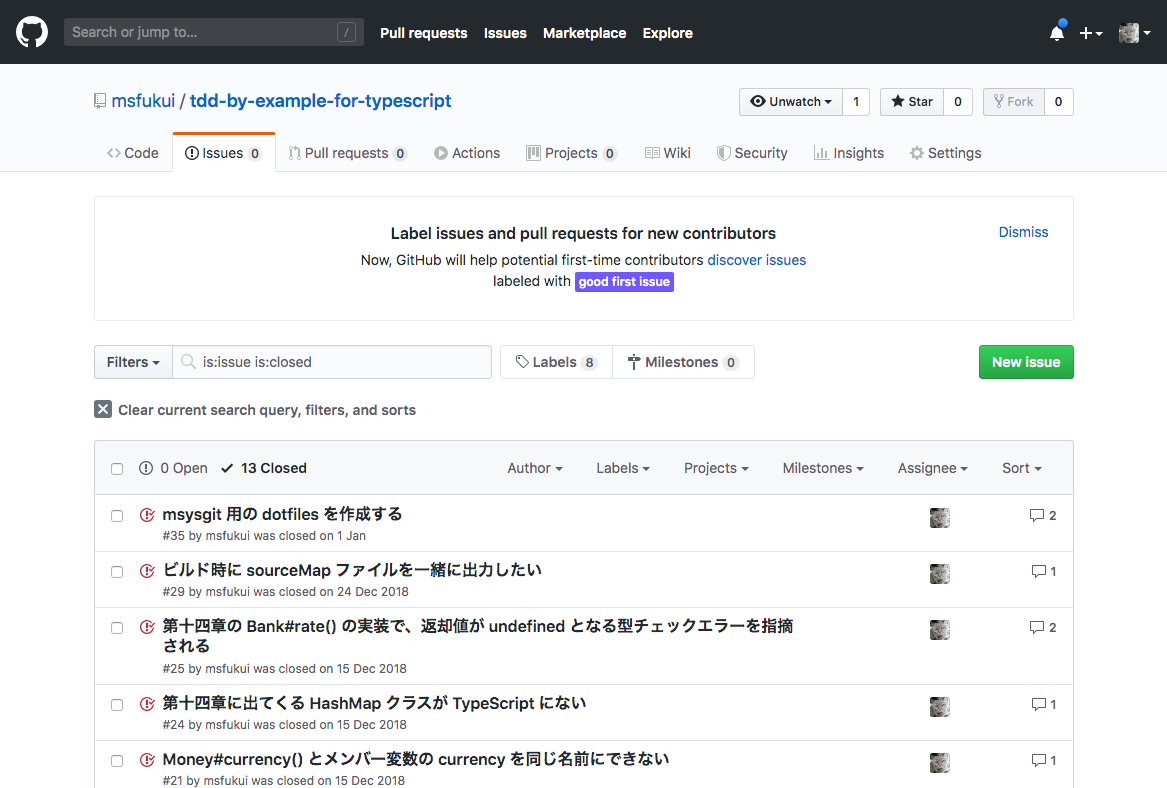 Search or jump to... / Pull requests Issues Marketplace Explore
msfukui / tdd-by-example-for-typescript Unwatch 1 Star 0 Fork 0
Code Issues 0 Pull requests 0 Actions Projects 0 Wiki Security Insights Settings
Label issues and pull requests for new contributors Dismiss
Now, GitHub will help potential first-time contributors discover issues
labeled with good first issue
Filters is:issue is:closed Labels 8 Milestones 0 New issue
Clear current search query, filters, and sorts
0 Open 13 Closed Author Labels Projects Milestones Assignee Sort
msysgit 用の dotfiles を作成する 2
#35 by msfukui was closed on 1 Jan
ビルド時に sourceMap ファイルを一緒に出力したい 1
#29 by msfukui was closed on 24 Dec 2018
第十四章の Bank#rate() の実装で、返却値が undefined となる型チェックエラーを指摘 2
される
#25 by msfukui was closed on 15 Dec 2018
第十四章に出てくる HashMap クラスが TypeScript にない 1
#24 by msfukui was closed on 15 Dec 2018
Money#currency() とメンバー変数の currency を同じ名前にできない 1
#21 by msfukui was closed on 15 Dec 2018